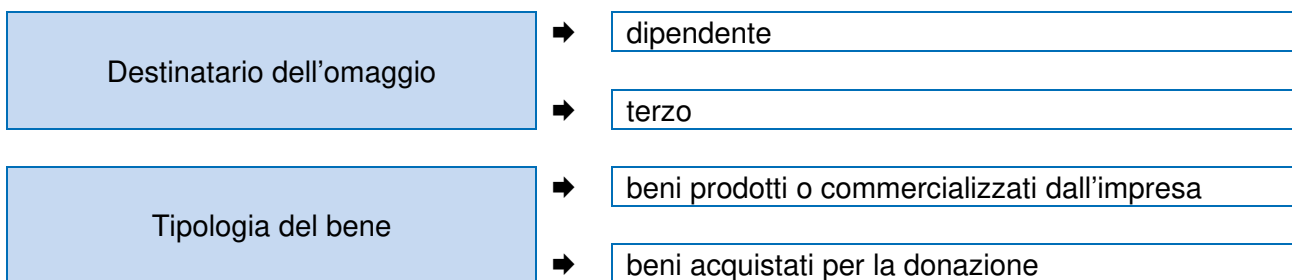 Destinatario dell'omaggio
➡ dipendente
➡ terzo
Tipologia del bene
➡ beni prodotti o commercializzati dall'impresa
➡ beni acquistati per la donazione